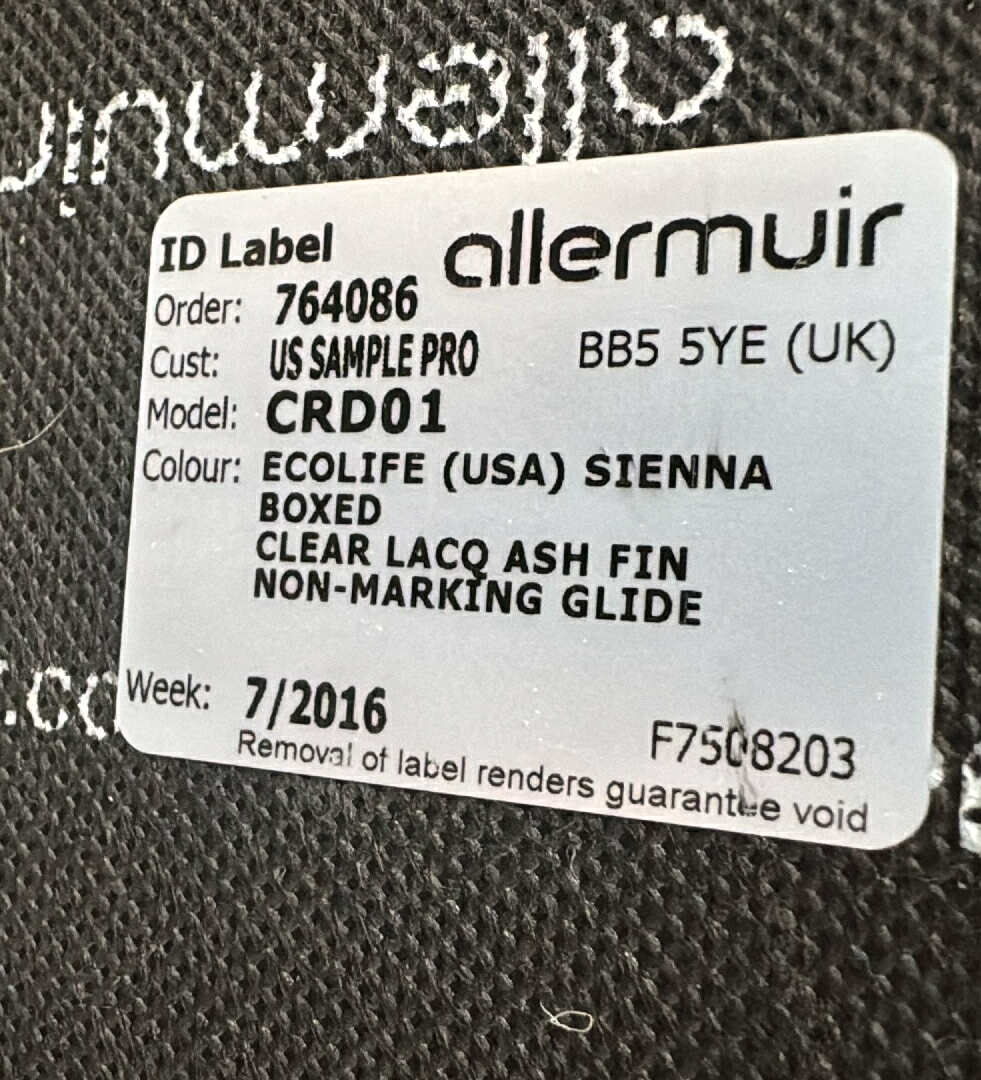 allermuir
ID Label
allermuir
Order: 764086
Cust: US SAMPLE PRO
BB5 5YE (UK)
Model: CRD01
Colour: ECOLIFE (USA) SIENNA
BOXED
CLEAR LACQ ASH FIN
NON-MARKING GLIDE
Week: 7/2016
F7508203
Removal of label renders guarantee void